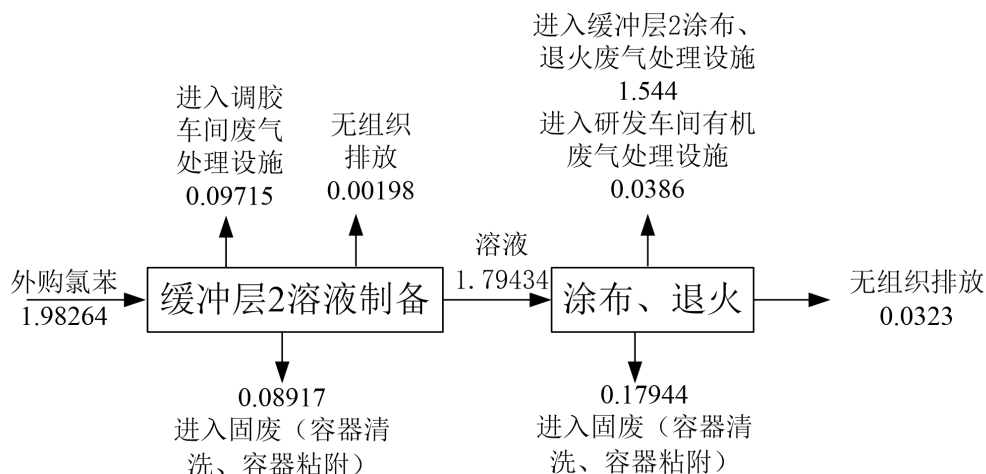 进入缓冲层2涂布、
退火废气处理设施
1.544
进入研发车间有机
废气处理设施
0.0386
进入调胶
车间废气
处理设施
0.09715
无组织
排放
0.00198
外购氯苯
1.98264
缓冲层2溶液制备
溶液
1.79434
涂布、退火
无组织排放
0.0323
0.08917
进入固废（容器清
洗、容器粘附）
0.17944
进入固废（容器清
洗、容器粘附）